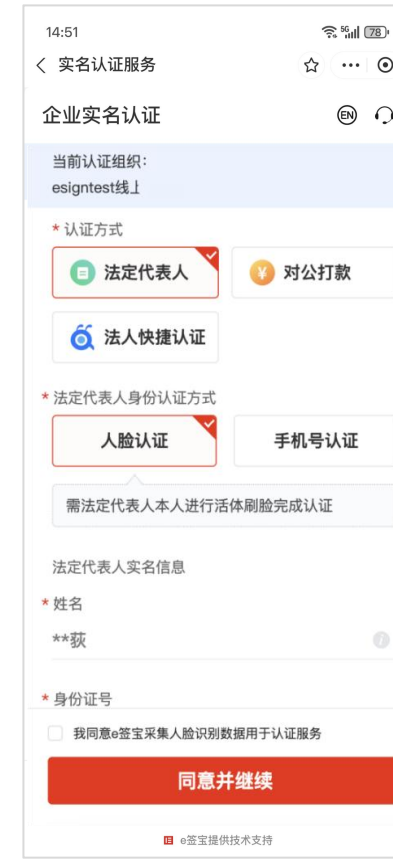 14:51
5G 78
实名认证服务
企业实名认证 EN
当前认证组织：
esigntest线上
* 认证方式
法定代表人 对公打款
法人快捷认证
* 法定代表人身份认证方式
人脸认证 手机号认证
需法定代表人本人进行活体刷脸完成认证
法定代表人实名信息
* 姓名
**荻
* 身份证号
我同意e签宝采集人脸识别数据用于认证服务
同意并继续
e签宝提供技术支持